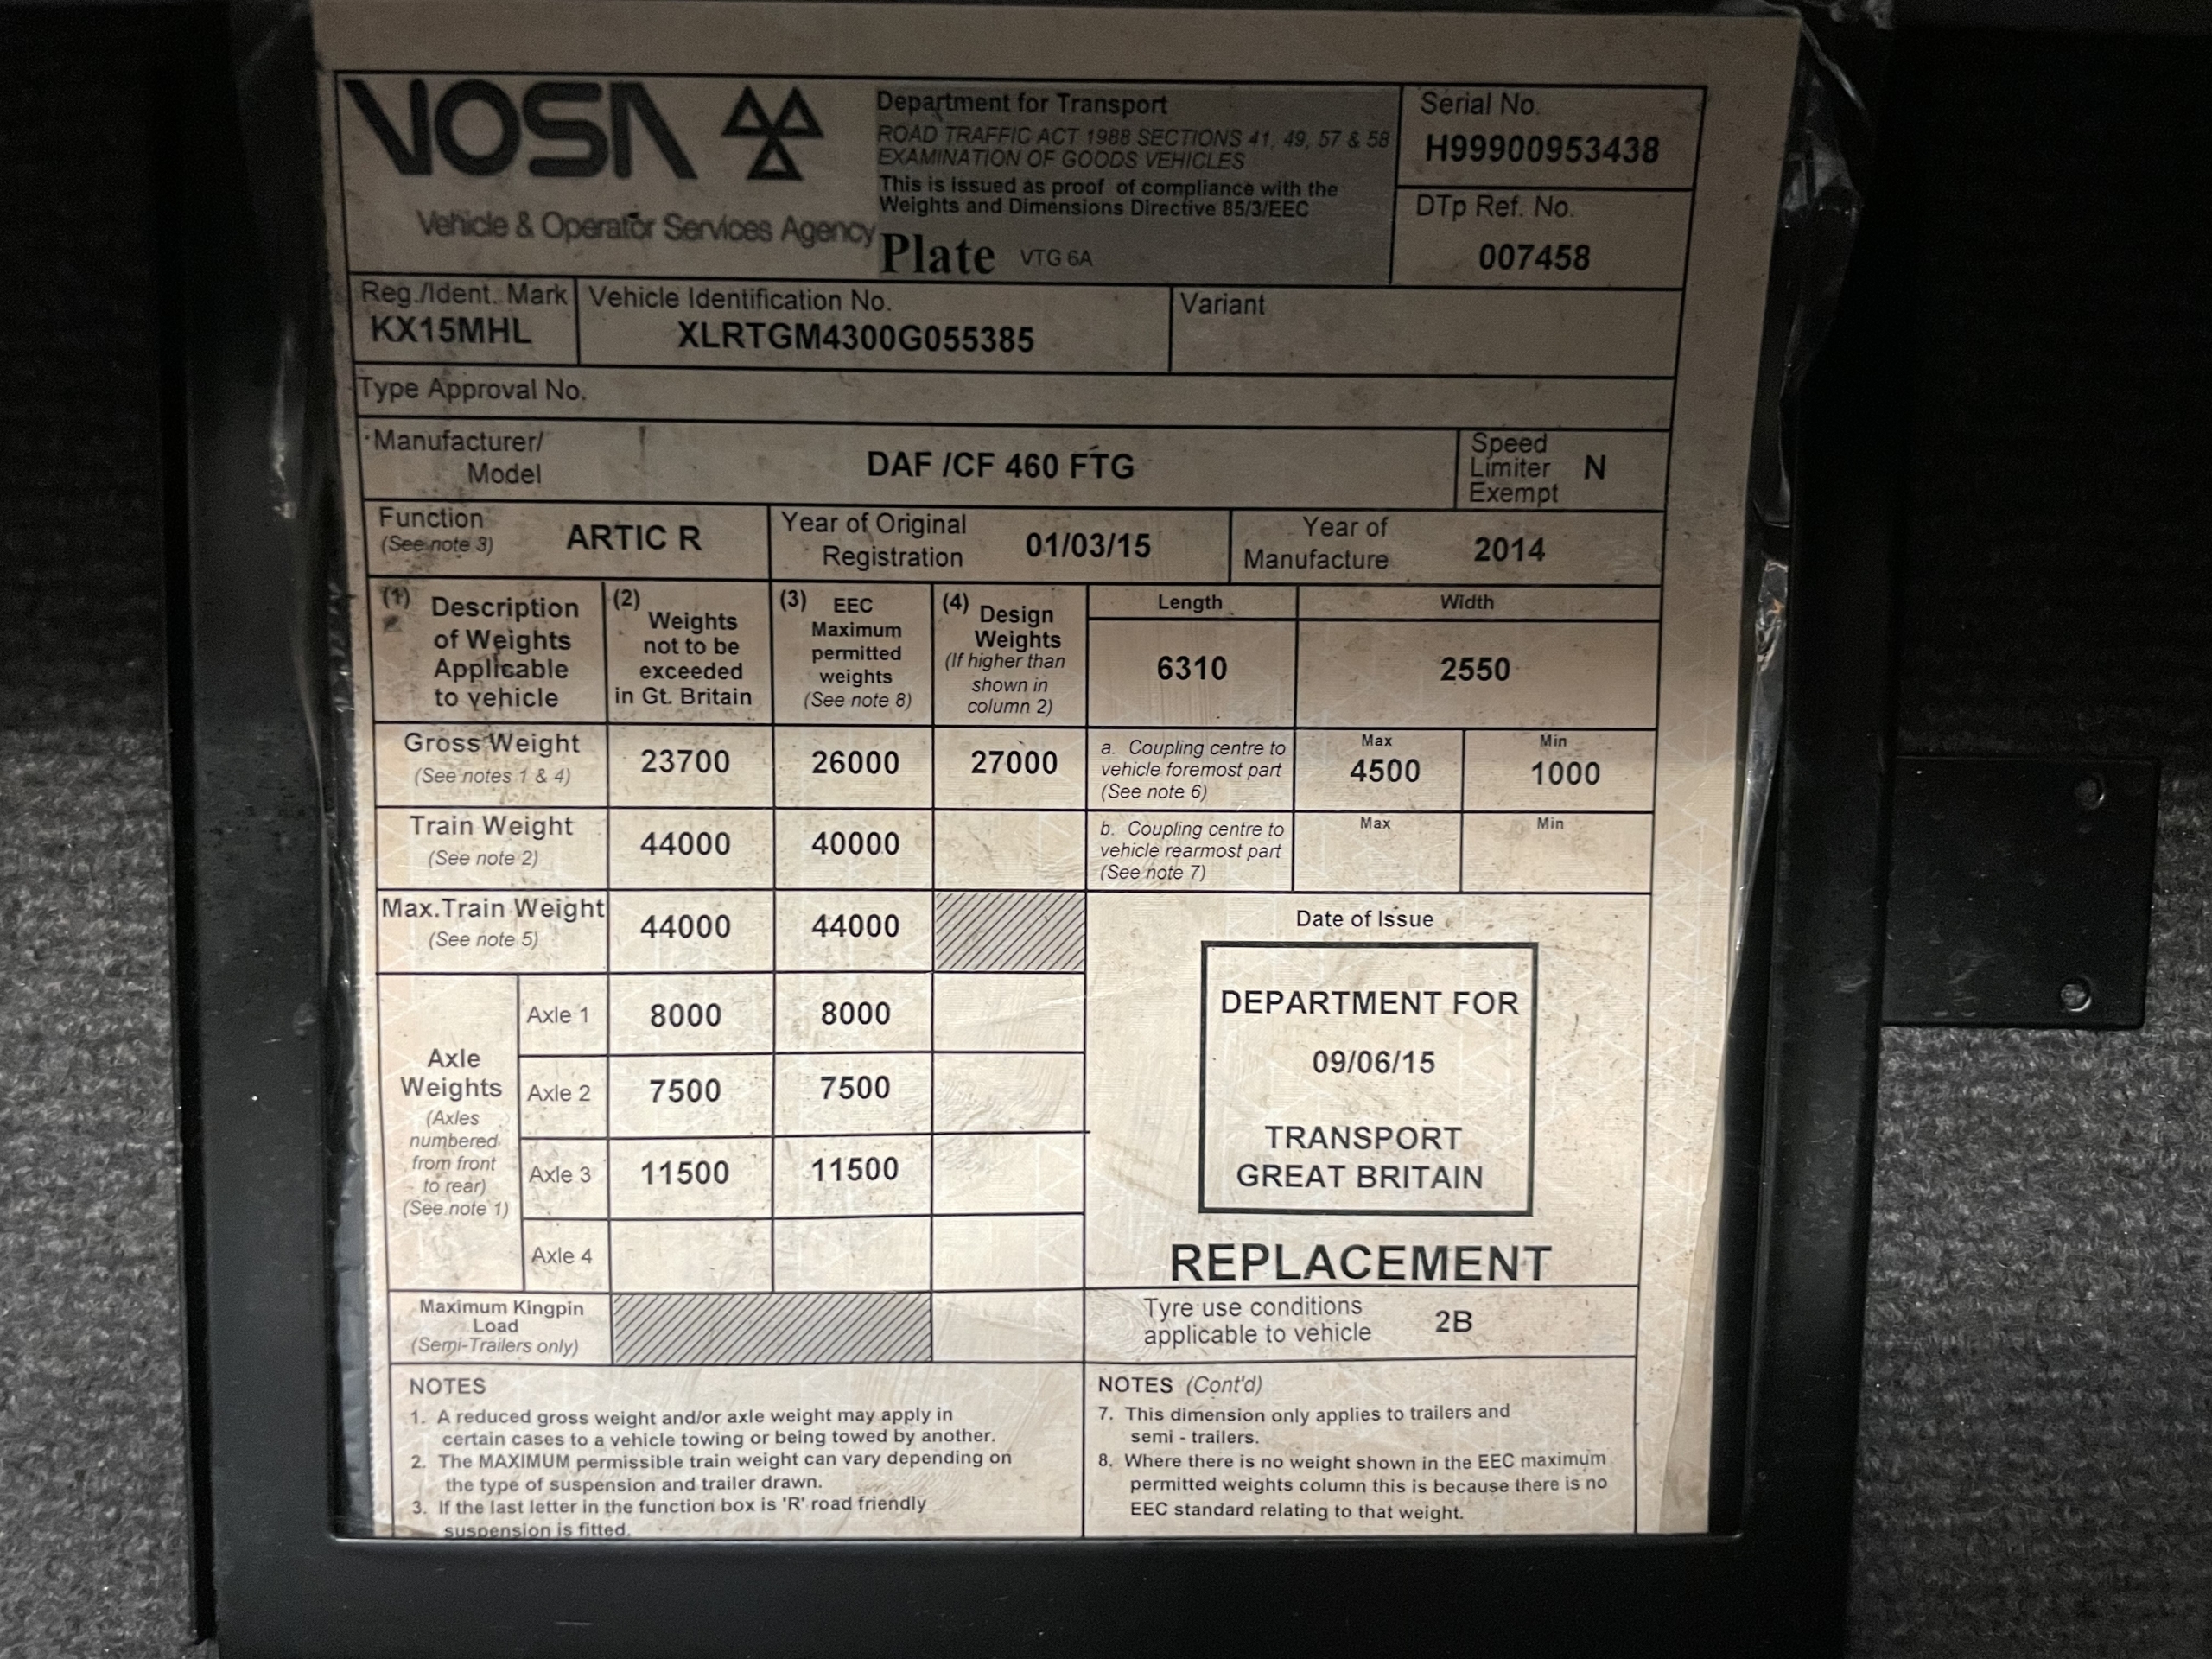 VOSA
Vehicle & Operator Services Agency
Department for Transport
ROAD TRAFFIC ACT 1988 SECTIONS 41, 49, 57 & 58
EXAMINATION OF GOODS VEHICLES
This is issued as proof of compliance with the
Weights and Dimensions Directive 85/3/EEC
Plate VTG 6A
Serial No.
H99900953438
DTp Ref. No.
007458
Reg./Ident. Mark
KX15MHL
Vehicle Identification No.
XLRTGM4300G055385
Variant
Type Approval No.
Manufacturer/
Model
DAF /CF 460 FTG
Speed
Limiter
Exempt
N
Function
(See note 3)
ARTIC R
Year of Original
Registration
01/03/15
Year of
Manufacture
2014
(1) Description
of Weights
Applicable
to vehicle
(2) Weights
not to be
exceeded
in Gt. Britain
(3) EEC
Maximum
permitted
weights
(See note 8)
(4) Design
Weights
(If higher than
shown in
column 2)
Length
6310
Width
2550
Gross Weight
(See notes 1 & 4)
23700
26000
27000
a. Coupling centre to
vehicle foremost part
(See note 6)
Max
4500
Min
1000
Train Weight
(See note 2)
44000
40000
b. Coupling centre to
vehicle rearmost part
(See note 7)
Max
Min
Max.Train Weight
(See note 5)
44000
44000
Axle
Weights
(Axles
numbered
from front
to rear)
(See note 1)
Axle 1
8000
8000
Axle 2
7500
7500
Axle 3
11500
11500
Axle 4
Date of Issue
DEPARTMENT FOR
09/06/15
TRANSPORT
GREAT BRITAIN
REPLACEMENT
Maximum Kingpin
Load
(Semi-Trailers only)
Tyre use conditions
applicable to vehicle
2B
NOTES
1. A reduced gross weight and/or axle weight may apply in
certain cases to a vehicle towing or being towed by another.
2. The MAXIMUM permissible train weight can vary depending on
the type of suspension and trailer drawn.
3. If the last letter in the function box is 'R' road friendly
suspension is fitted.
NOTES (Cont'd)
7. This dimension only applies to trailers and
semi - trailers.
8. Where there is no weight shown in the EEC maximum
permitted weights column this is because there is no
EEC standard relating to that weight.